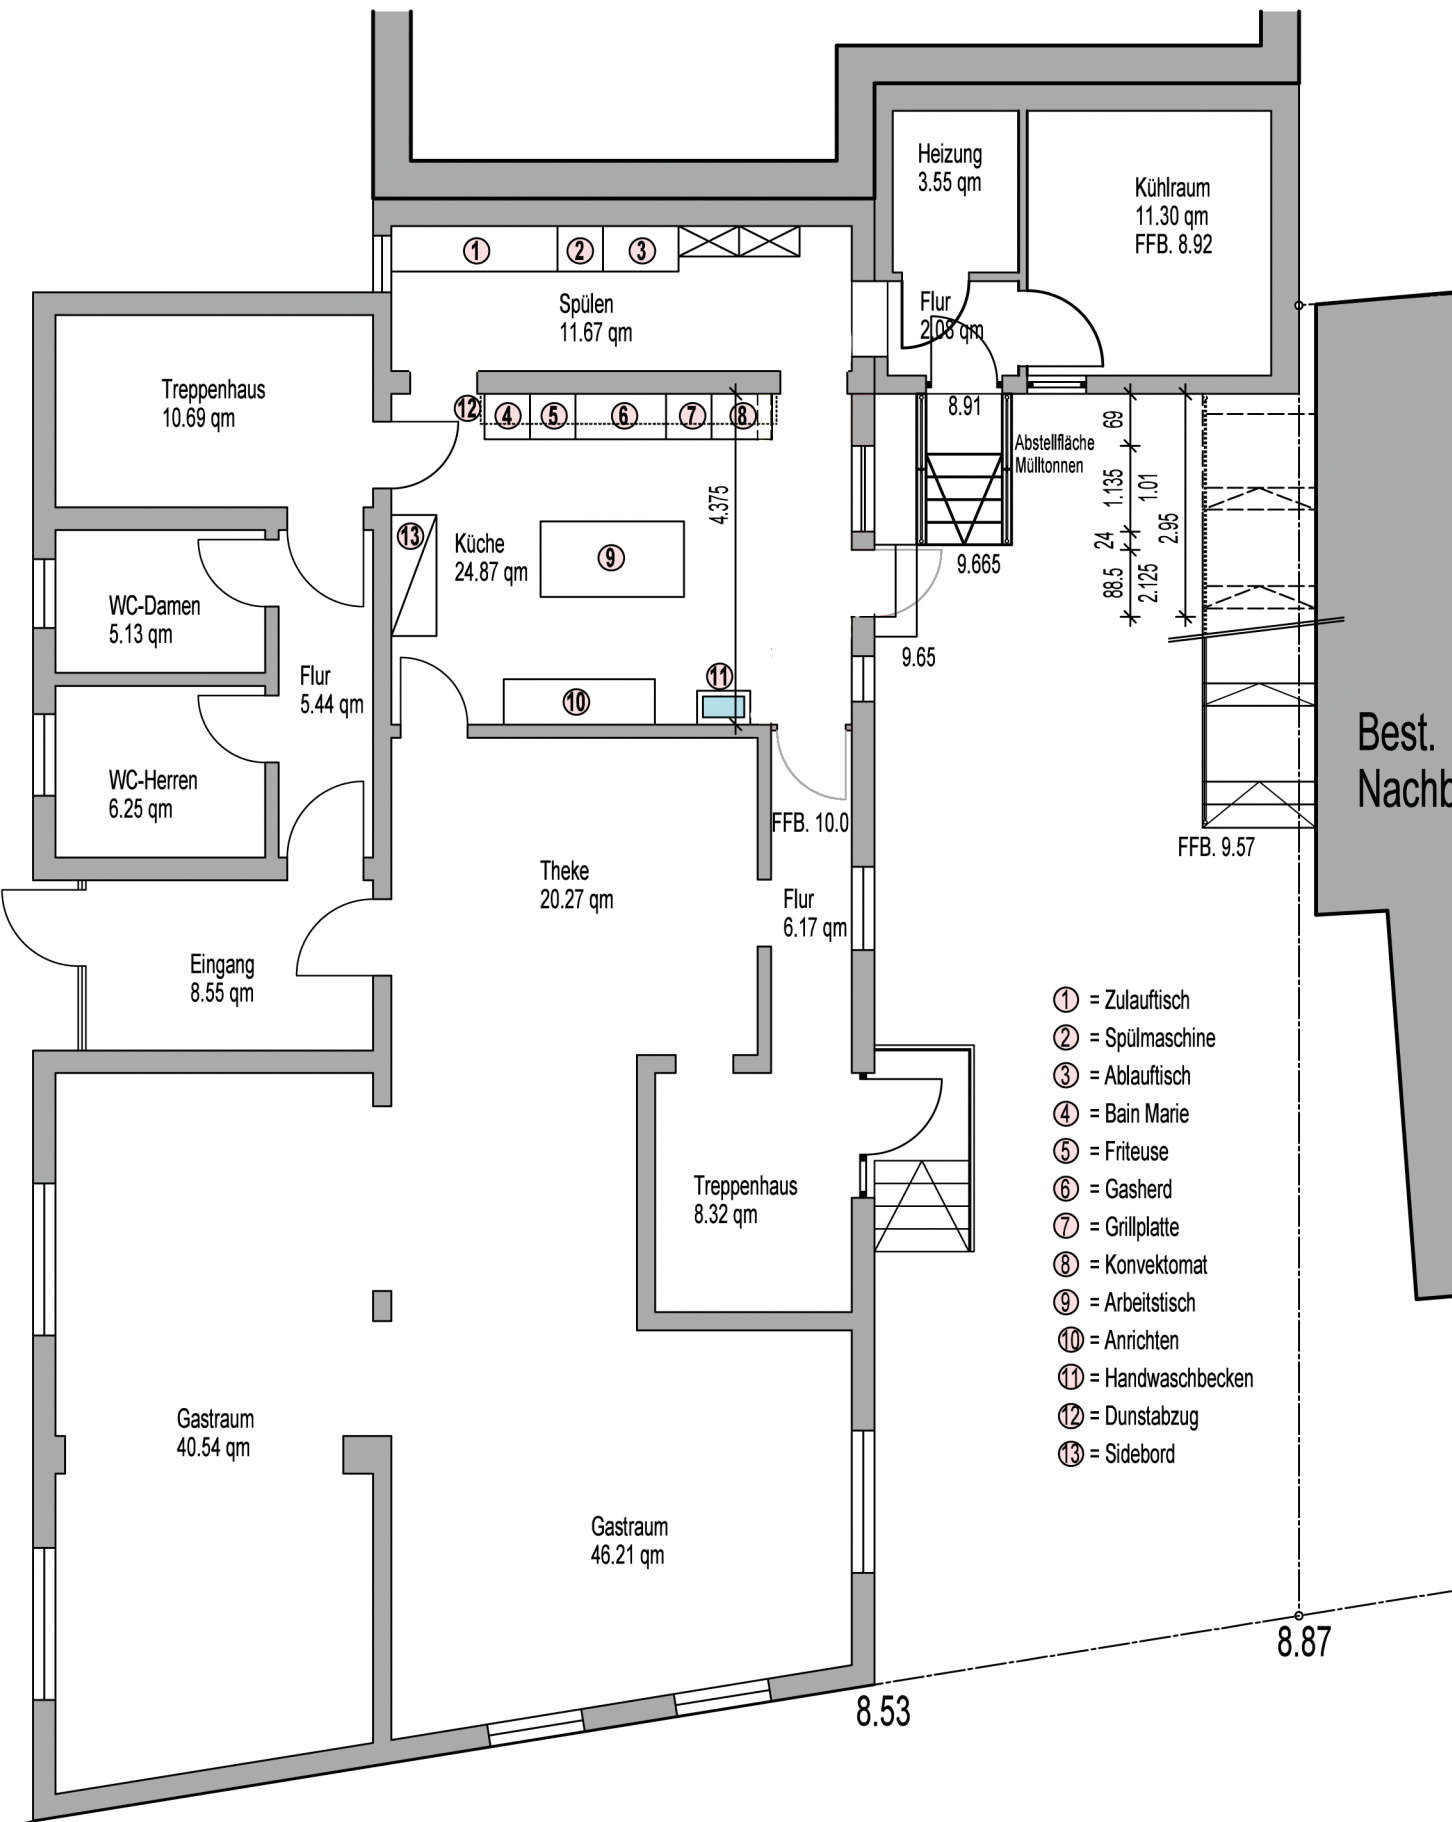 Heizung
3.55 qm
Kühlraum
11.30 qm
FFB. 8.92
1
2
3
Spülen
11.67 qm
Flur
2.08 qm
Treppenhaus
10.69 qm
12
4
5
6
7
8
8.91
Abstellfläche
Mülltonnen
69
1.135
1.01
24
2.95
88.5
2.125
4.375
13
Küche
24.87 qm
9
9.665
WC-Damen
5.13 qm
9.65
Flur
5.44 qm
10
11
WC-Herren
6.25 qm
FFB. 10.0
FFB. 9.57
Best.
Nachb
Theke
20.27 qm
Flur
6.17 qm
Eingang
8.55 qm
1 = Zulauftisch
2 = Spülmaschine
3 = Ablauftisch
4 = Bain Marie
5 = Friteuse
6 = Gasherd
7 = Grillplatte
8 = Konvektomat
9 = Arbeitstisch
10 = Anrichten
11 = Handwaschbecken
12 = Dunstabzug
13 = Sidebord
Treppenhaus
8.32 qm
Gastraum
40.54 qm
Gastraum
46.21 qm
8.87
8.53